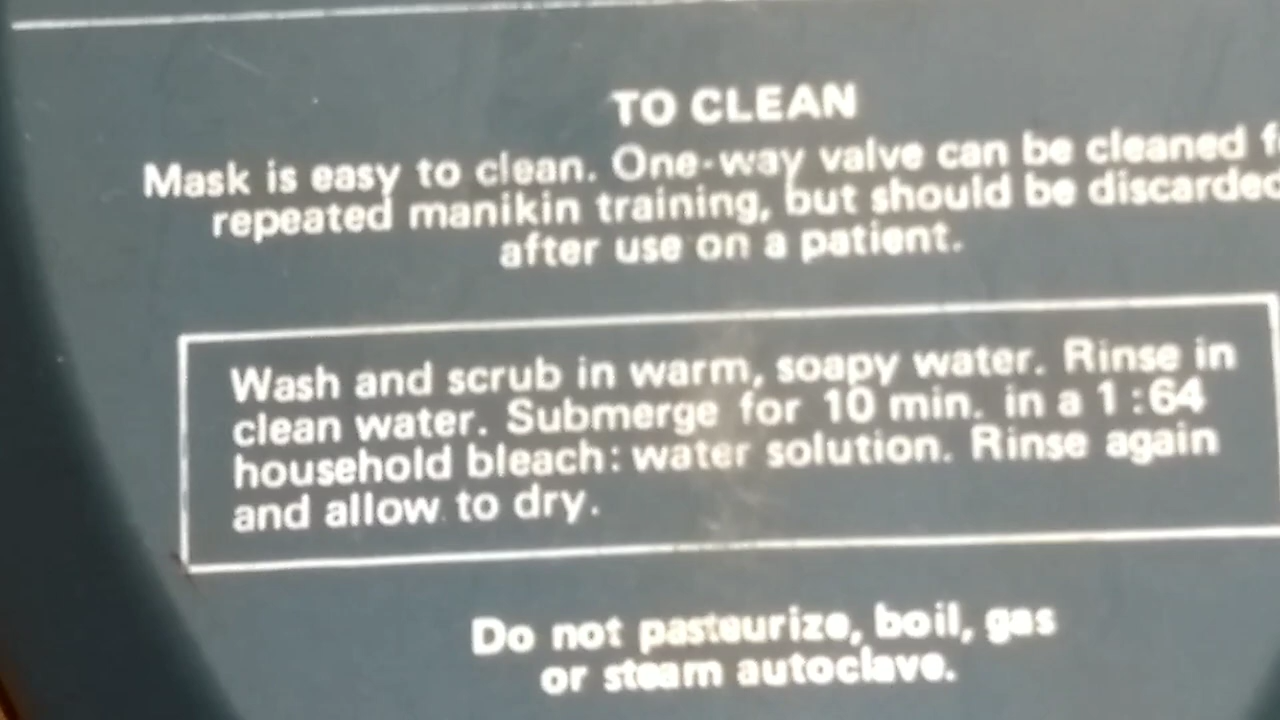 TO CLEAN
Mask is easy to clean. One-way valve can be cleaned
repeated manikin training, but should be discarded
after use on a patient.
Wash and scrub in warm, soapy water. Rinse in
clean water. Submerge for 10 min. in a 1:64
household bleach: water solution. Rinse again
and allow to dry.
Do not pasteurize, boil, gas
or steam autoclave.